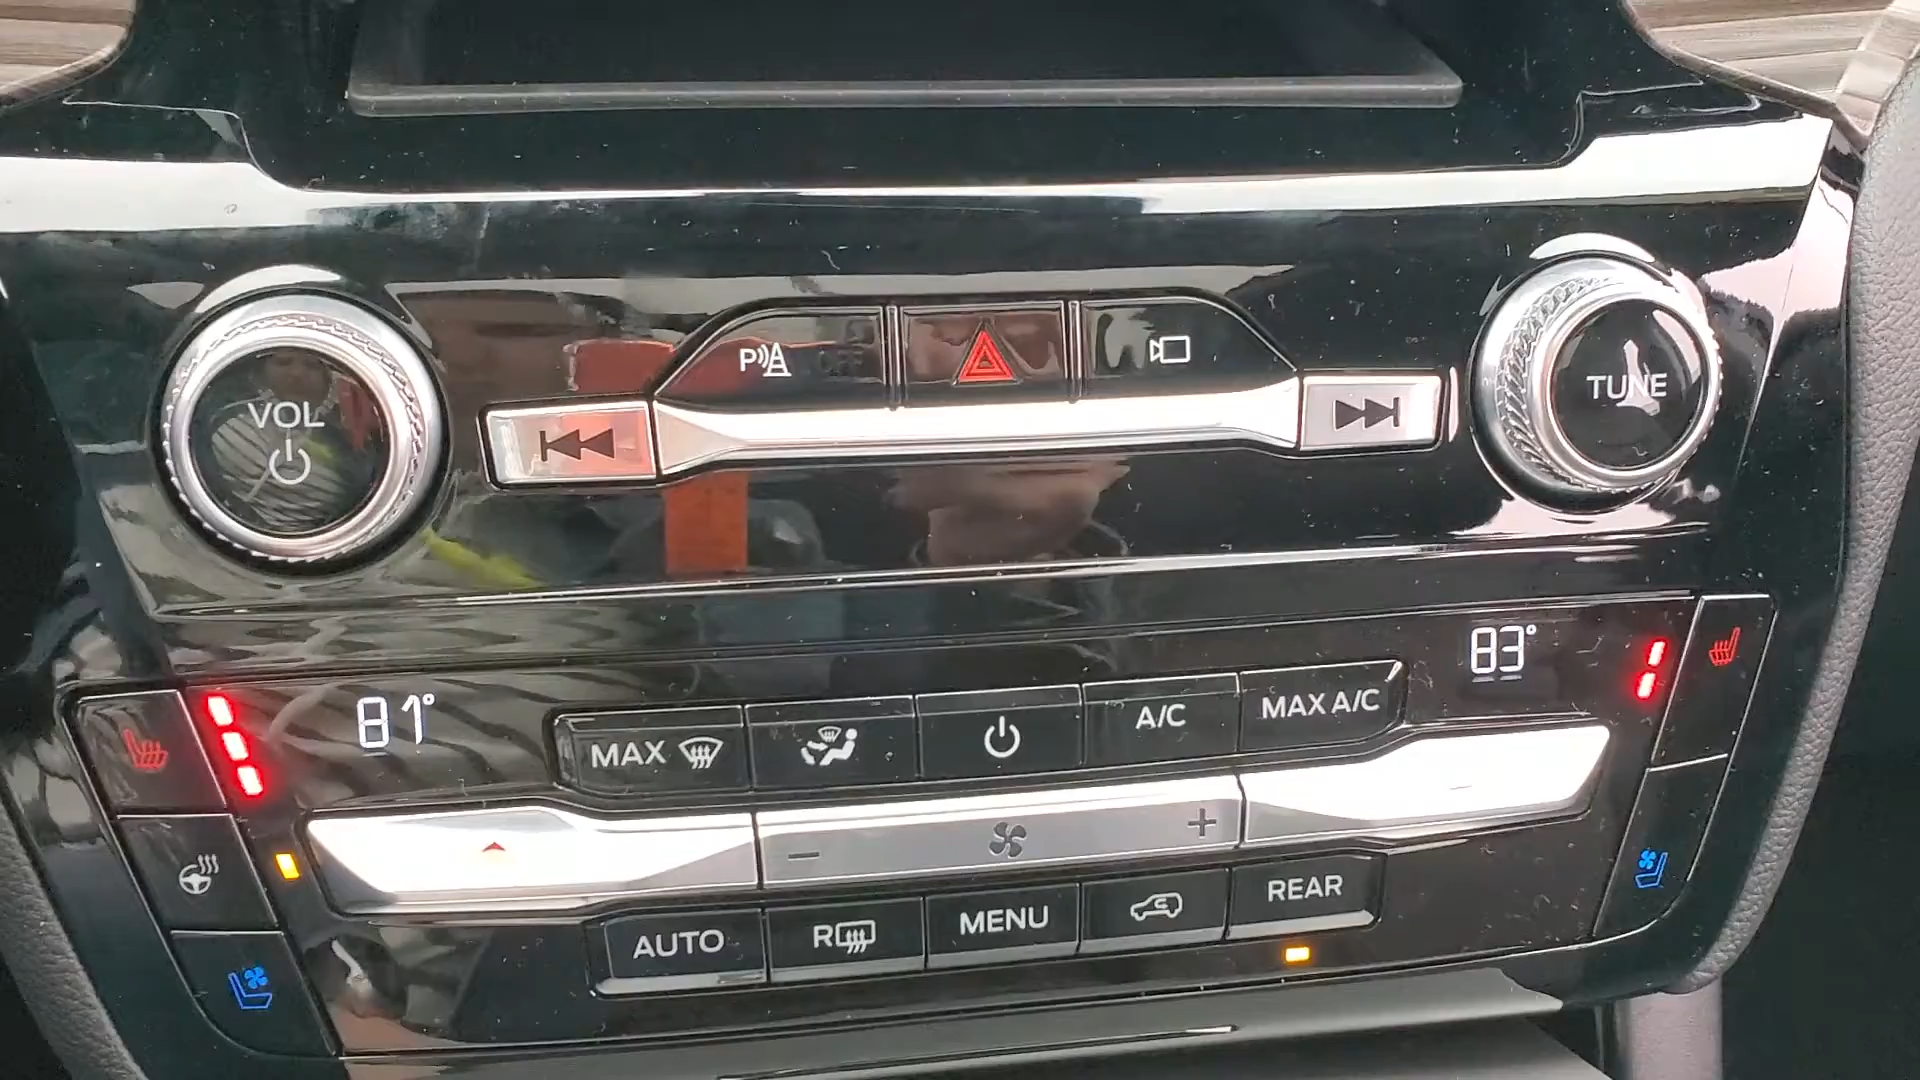 P
OFF
VOL
TUNE
81°
83°
MAX
A/C
MAX A/C
− +
AUTO
R
MENU
REAR